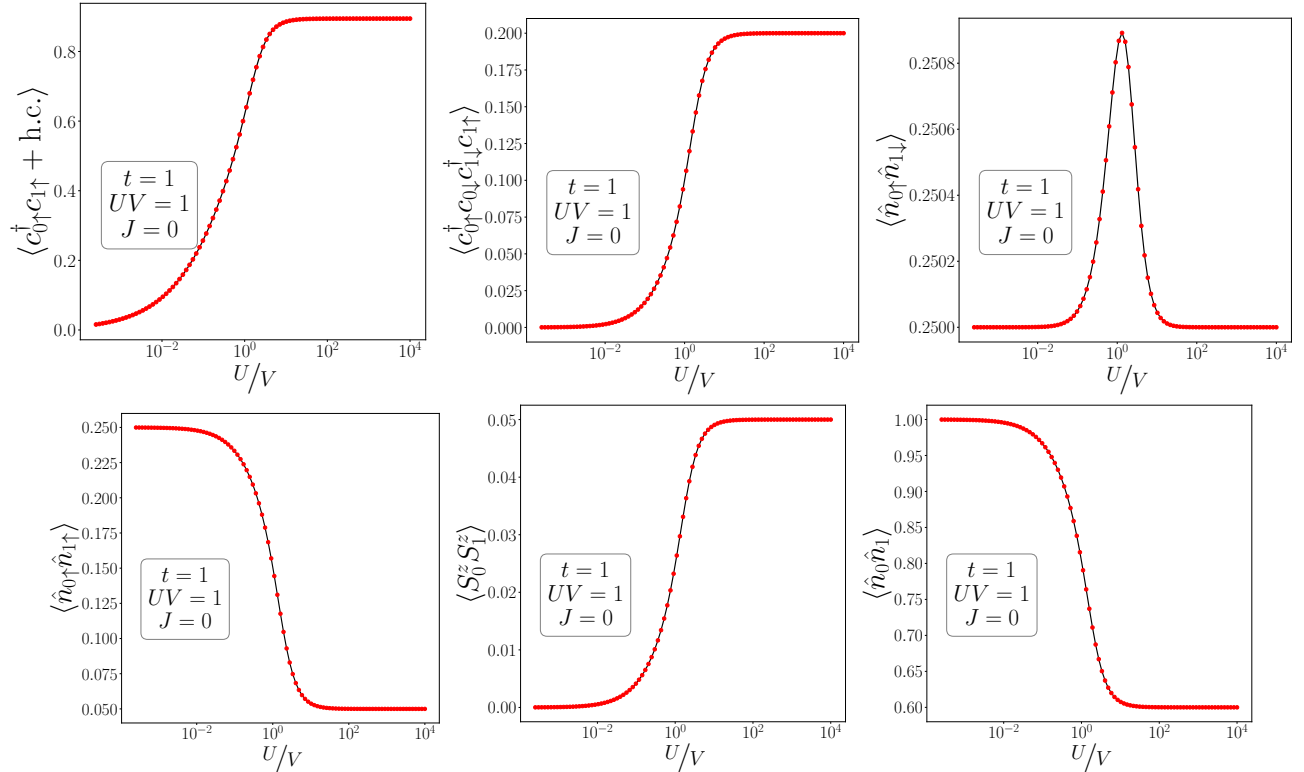 ⟨c†₀↑c₁↑ + h.c.⟩
0.8
0.6
0.4
0.2
0.0
t = 1
UV = 1
J = 0
10⁻² 10⁰ 10² 10⁴
U/V
⟨c†₀↑c₀↓c†₁↓c₁↑⟩
0.200
0.175
0.150
0.125
0.100
0.075
0.050
0.025
0.000
t = 1
UV = 1
J = 0
10⁻² 10⁰ 10² 10⁴
U/V
⟨n̂₀↑n̂₁↓⟩
0.2508
0.2506
0.2504
0.2502
0.2500
t = 1
UV = 1
J = 0
10⁻² 10⁰ 10² 10⁴
U/V
⟨n̂₀↑n̂₁↑⟩
0.250
0.225
0.200
0.175
0.150
0.125
0.100
0.075
0.050
t = 1
UV = 1
J = 0
10⁻² 10⁰ 10² 10⁴
U/V
⟨Sᶻ₀Sᶻ₁⟩
0.05
0.04
0.03
0.02
0.01
0.00
t = 1
UV = 1
J = 0
10⁻² 10⁰ 10² 10⁴
U/V
⟨n̂₀n̂₁⟩
1.00
0.95
0.90
0.85
0.80
0.75
0.70
0.65
0.60
t = 1
UV = 1
J = 0
10⁻² 10⁰ 10² 10⁴
U/V